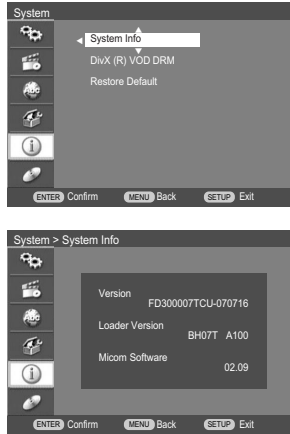 System
System Info
DivX (R) VOD DRM
Restore Default
ENTER Confirm MENU Back SETUP Exit
System > System Info
Version
FD300007TCU-070716
Loader Version
BH07T A100
Micom Software
02.09
ENTER Confirm MENU Back SETUP Exit